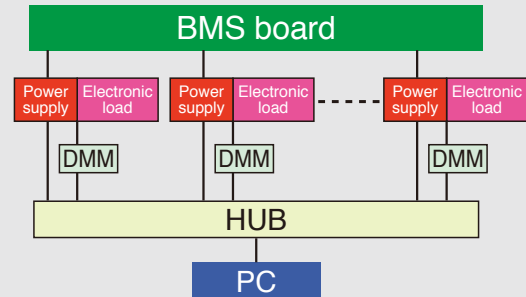 BMS board
Power supply
Electronic load
Power supply
Electronic load
Power supply
Electronic load
DMM
DMM
DMM
HUB
PC